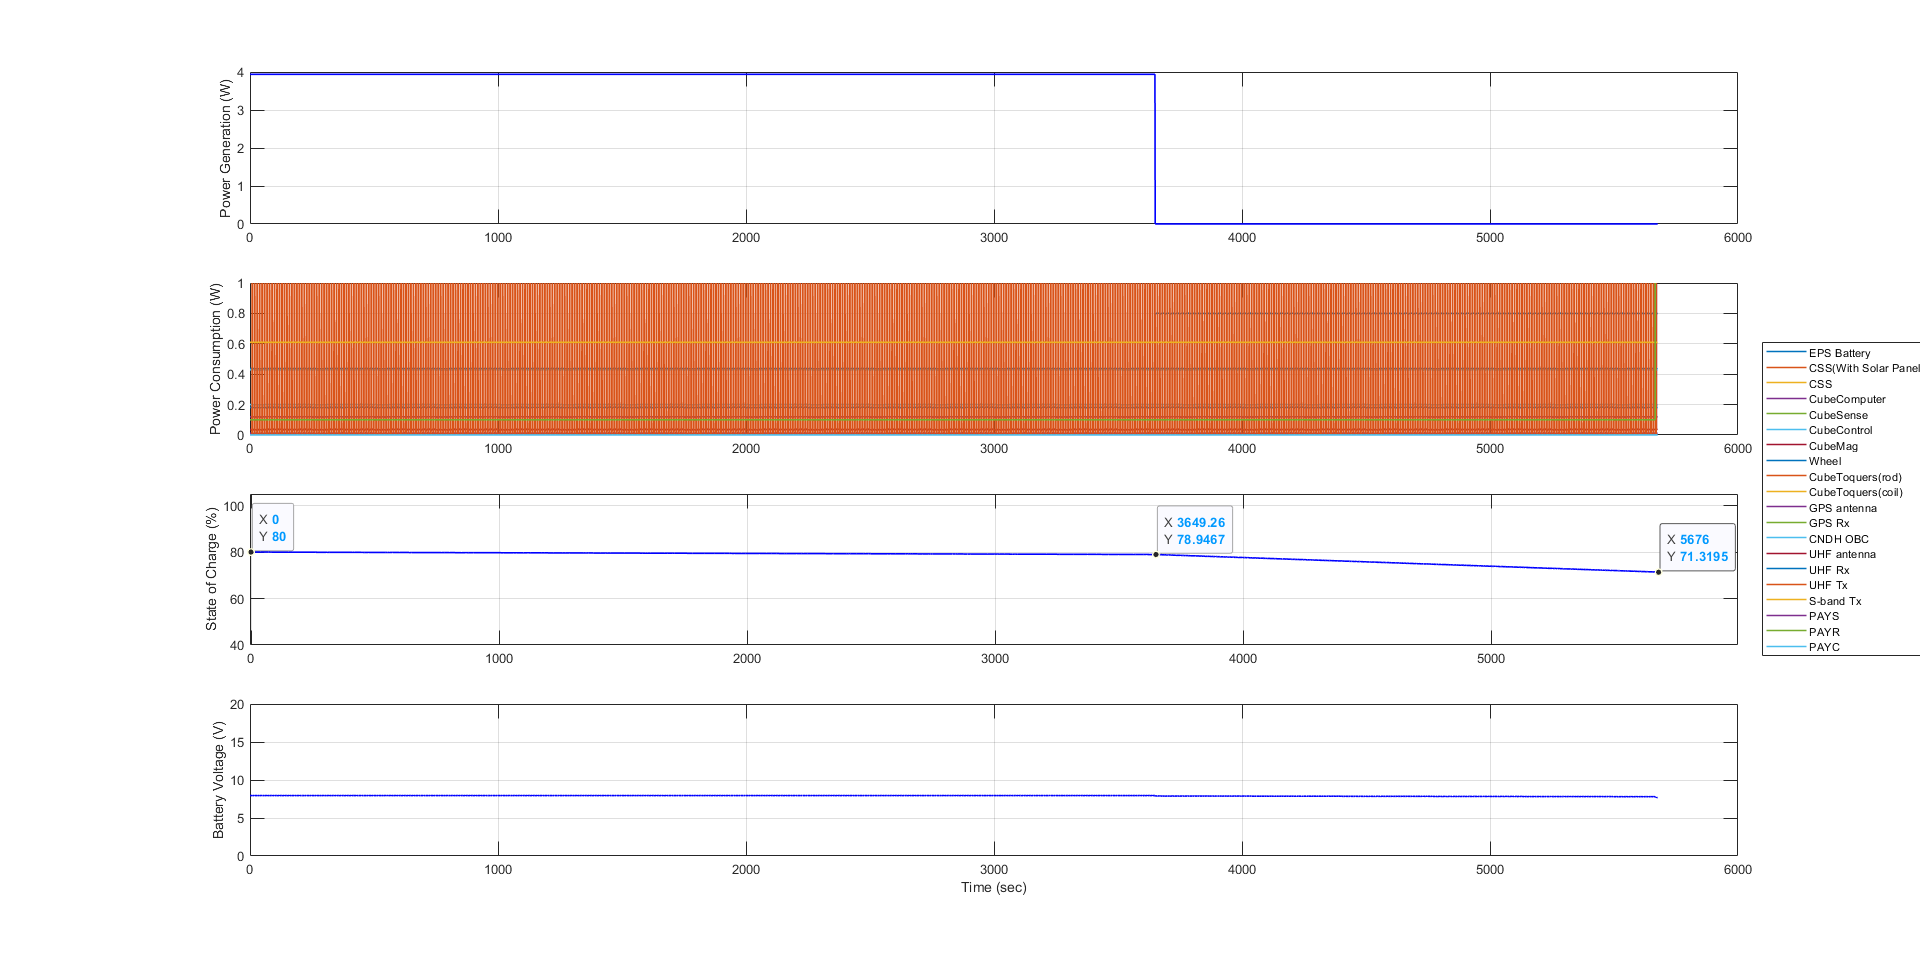 Power Generation (W)
4
3
2
1
0
0 1000 2000 3000 4000 5000 6000
Power Consumption (W)
1
0.8
0.6
0.4
0.2
0
0 1000 2000 3000 4000 5000 6000
State of Charge (%)
100
80
60
40
X 0
Y 80
X 3649.26
Y 78.9467
X 5676
Y 71.3195
0 1000 2000 3000 4000 5000
Battery Voltage (V)
20
15
10
5
0
0 1000 2000 3000 4000 5000 6000
Time (sec)
EPS Battery
CSS(With Solar Panel
CSS
CubeComputer
CubeSense
CubeControl
CubeMag
Wheel
CubeToquers(rod)
CubeToquers(coil)
GPS antenna
GPS Rx
CNDH OBC
UHF antenna
UHF Rx
UHF Tx
S-band Tx
PAYS
PAYR
PAYC